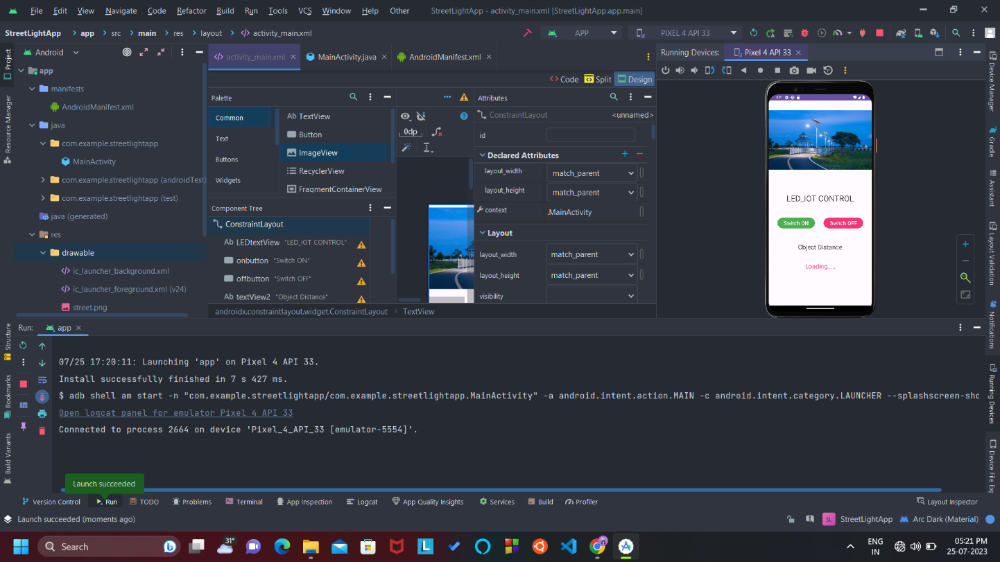 File Edit View Navigate Code Refactor Build Run Tools VCS Window Help Other StreetLightApp - activity_main.xml [StreetLightApp.app.main]
StreetLightApp app src main res layout activity_main.xml APP PIXEL 4 API 33
Android
activity_main.xml MainActivity.java AndroidManifest.xml
Running Devices: Pixel 4 API 33
Code Split Design
Project
Resource Manager
app
manifests
AndroidManifest.xml
java
com.example.streetlightapp
MainActivity
com.example.streetlightapp (androidTest)
com.example.streetlightapp (test)
java (generated)
res
drawable
ic_launcher_background.xml
ic_launcher_foreground.xml (v24)
street.png
Palette
Common
Text
Buttons
Widgets
Ab TextView
Button
ImageView
RecyclerView
FragmentContainerView
Component Tree
ConstraintLayout
Ab LEDtextView "LED_IOT CONTROL"
onbutton "Switch ON"
offbutton "Switch OFF"
Ab textView2 "Object Distance"
0dp
Attributes
ConstraintLayout <unnamed>
id
Declared Attributes
layout_width match_parent
layout_height match_parent
context .MainActivity
Layout
layout_width match_parent
layout_height match_parent
visibility
androidx.constraintlayout.widget.ConstraintLayout TextView
LED_IOT CONTROL
Switch ON Switch OFF
Object Distance
Loading.....
Device Manager
Gradle
Assistant
Layout Validation
Notifications
Running Devices
Device File Exp
Structure
Bookmarks
Build Variants
Run: app
07/25 17:20:11: Launching 'app' on Pixel 4 API 33.
Install successfully finished in 7 s 427 ms.
$ adb shell am start -n "com.example.streetlightapp/com.example.streetlightapp.MainActivity" -a android.intent.action.MAIN -c android.intent.category.LAUNCHER --splashscreen-sho
Open logcat panel for emulator Pixel 4 API 33
Connected to process 2664 on device 'Pixel_4_API_33 [emulator-5554]'.
Launch succeeded
Version Control Run TODO Problems Terminal App Inspection Logcat App Quality Insights Services Build Profiler Layout Inspector
Launch succeeded (moments ago) SL StreetLightApp Arc Dark (Material)
Search 31° ENG IN 05:21 PM 25-07-2023